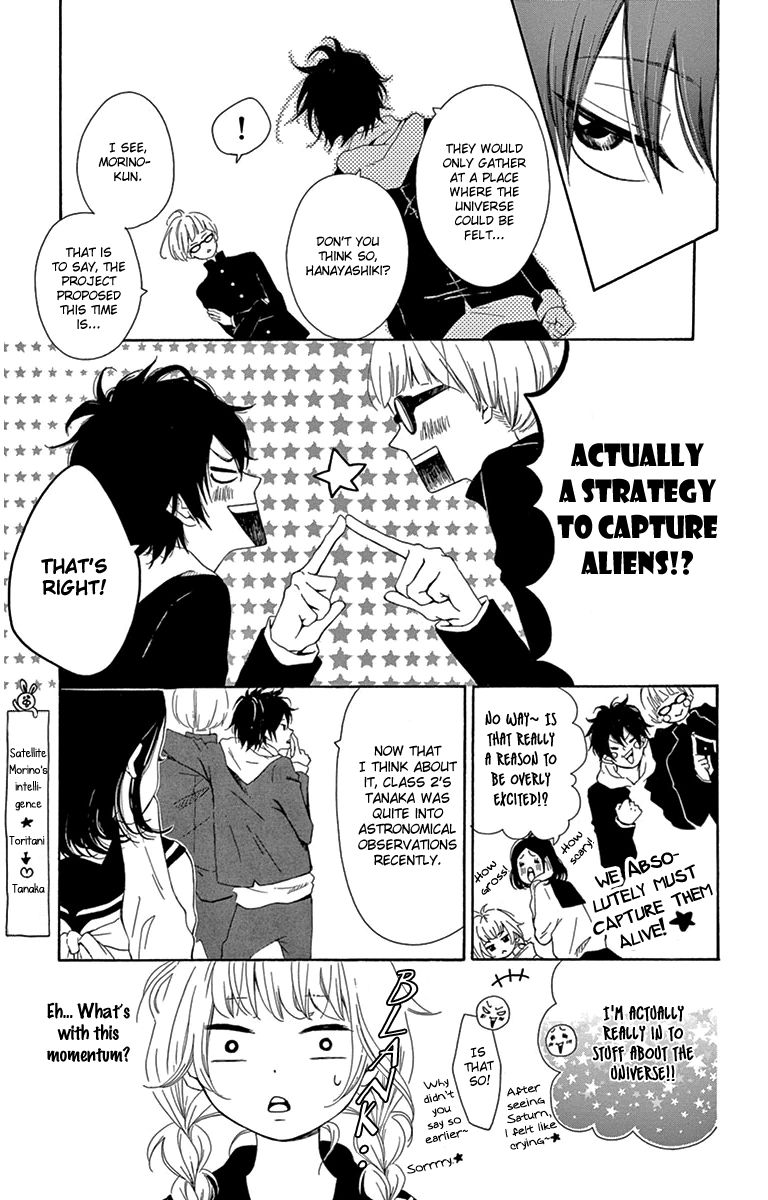 THEY WOULD
ONLY GATHER
AT A PLACE
WHERE THE
UNIVERSE
COULD BE
FELT...
DON'T YOU
THINK SO,
HANAYASHIKI?
!
I SEE,
MORINO-
KUN.
THAT IS
TO SAY, THE
PROJECT
PROPOSED
THIS TIME
IS...
ACTUALLY
A STRATEGY
TO CAPTURE
ALIENS!?
THAT'S
RIGHT!
NO WAY~ IS
THAT REALLY
A REASON TO
BE OVERLY
EXCITED!?
How
scary!
How
gross!
WE ABSO-
LUTELY MUST
CAPTURE THEM
ALIVE! ★
NOW THAT
I THINK ABOUT
IT, CLASS 2'S
TANAKA WAS
QUITE INTO
ASTRONOMICAL
OBSERVATIONS
RECENTLY.
Satellite
Morino's
intelli-
gence
★
Toritani
→
♡
Tanaka
I'M ACTUALLY
REALLY IN TO
STUFF ABOUT THE
UNIVERSE!!
After
seeing
Saturn,
I felt like
crying~★
IS
THAT
SO!
Why
didn't
you
say so
earlier~
Sorrrry★
BLANK..
Eh... What's
with this
momentum?